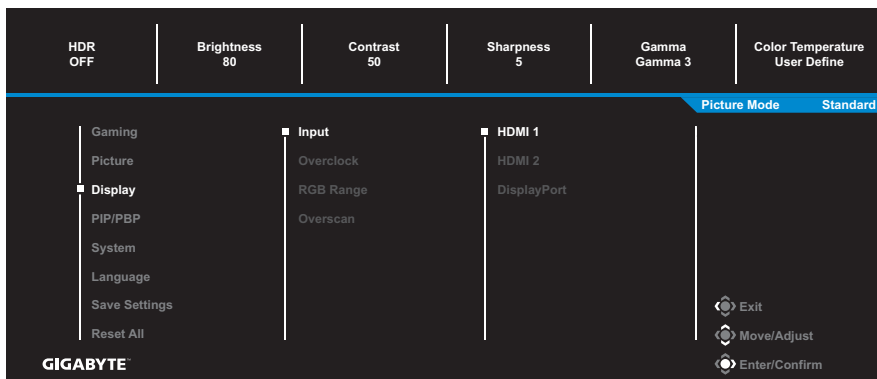 HDR
OFF
Brightness
80
Contrast
50
Sharpness
5
Gamma
Gamma 3
Color Temperature
User Define
Picture Mode Standard
Gaming
Picture
Display
PIP/PBP
System
Language
Save Settings
Reset All
Input
Overclock
RGB Range
Overscan
HDMI 1
HDMI 2
DisplayPort
Exit
Move/Adjust
Enter/Confirm
GIGABYTE™